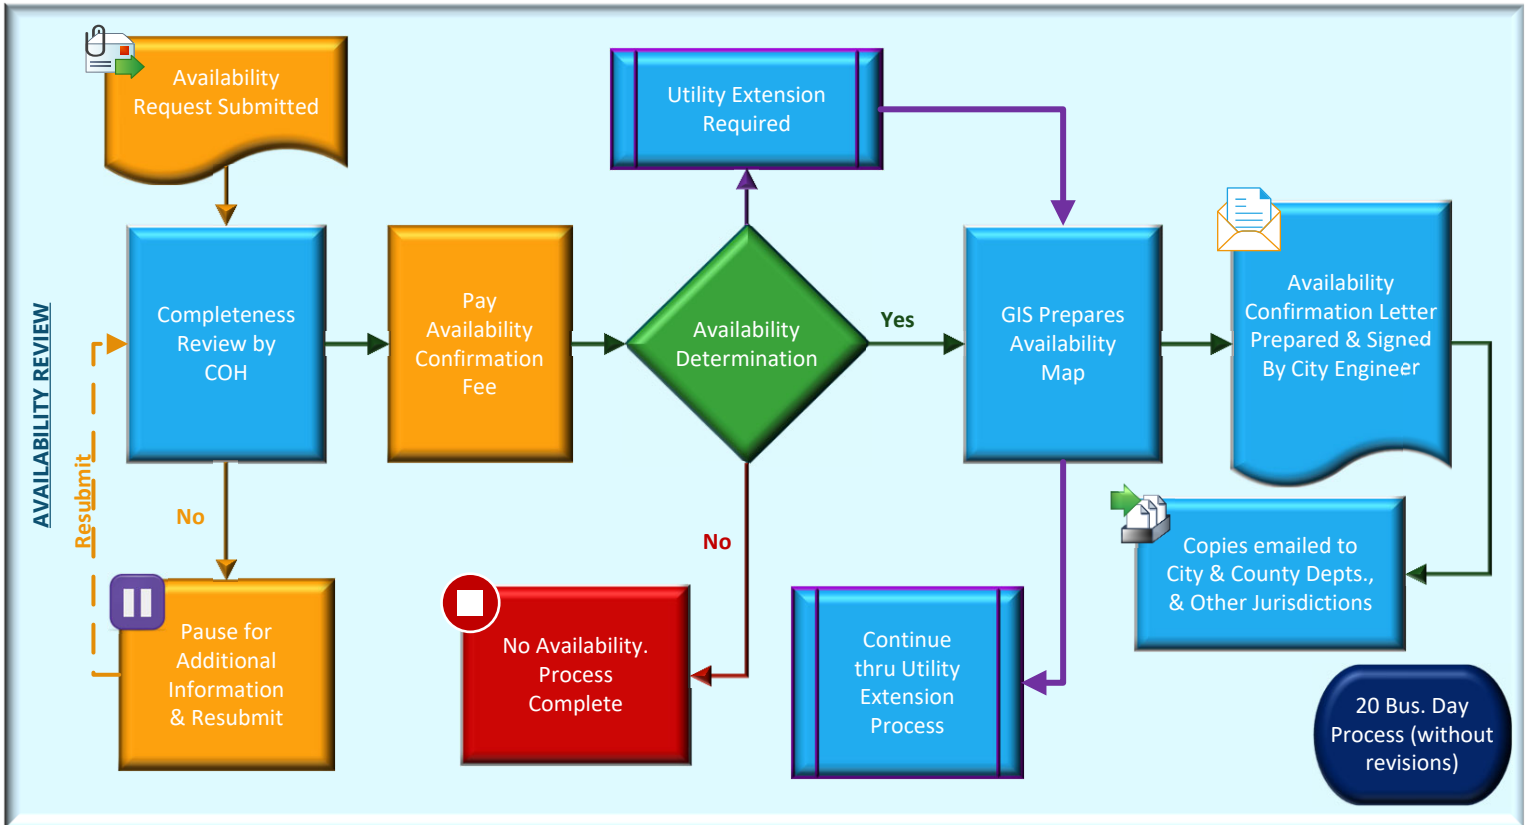 Availability
Request Submitted
Utility Extension
Required
AVAILABILITY REVIEW
Completeness
Review by
COH
Pay
Availability
Confirmation
Fee
Availability
Determination
Yes
GIS Prepares
Availability
Map
Availability
Confirmation Letter
Prepared & Signed
By City Engineer
Resubmit
No
No
Copies emailed to
City & County Depts.,
& Other Jurisdictions
Pause for
Additional
Information
& Resubmit
No Availability.
Process
Complete
Continue
thru Utility
Extension
Process
20 Bus. Day
Process (without
revisions)